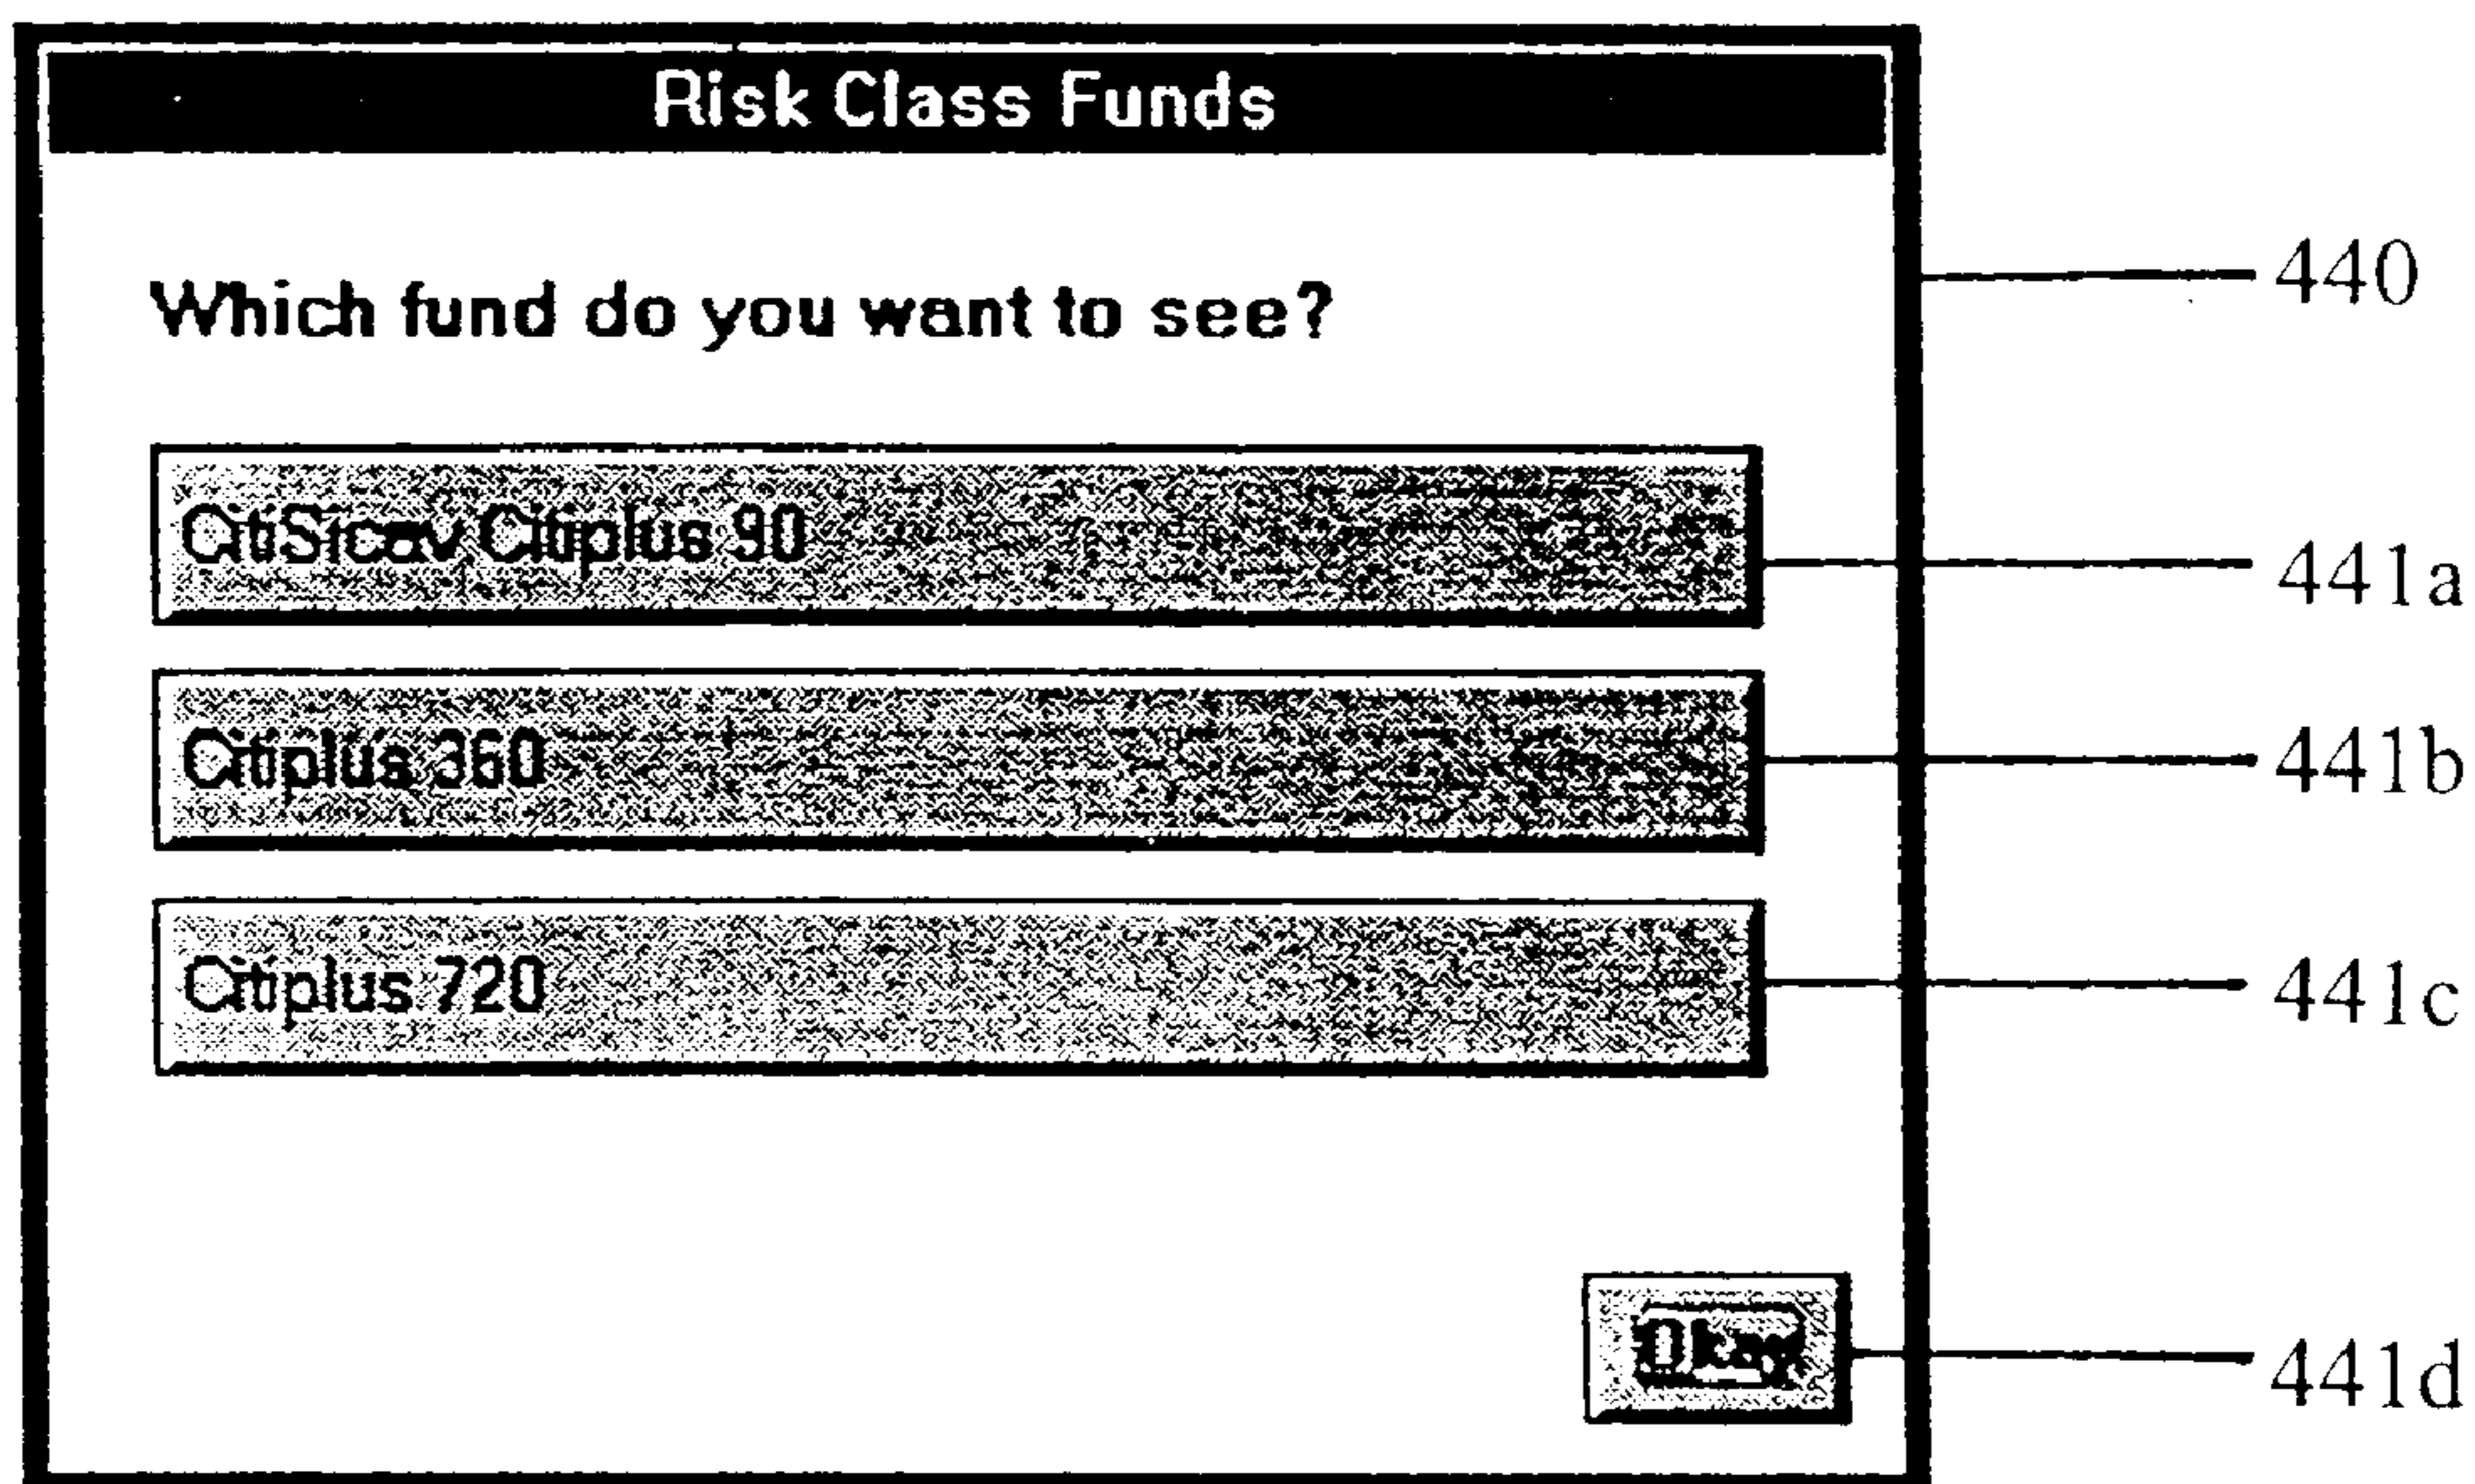 Risk Class Funds
Which fund do you want to see?
440
CitiSicav Citiplus 90
441a
Citiplus 360
441b
Citiplus 720
441c
Okay
441d